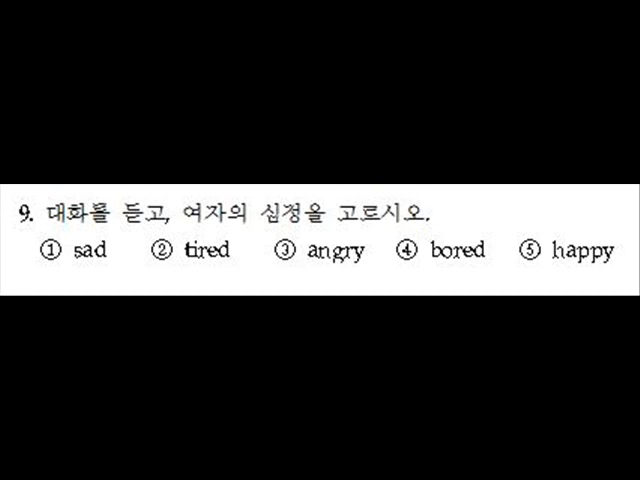 9. 대화를 듣고, 여자의 심정을 고르시오.
① sad ② tired ③ angry ④ bored ⑤ happy